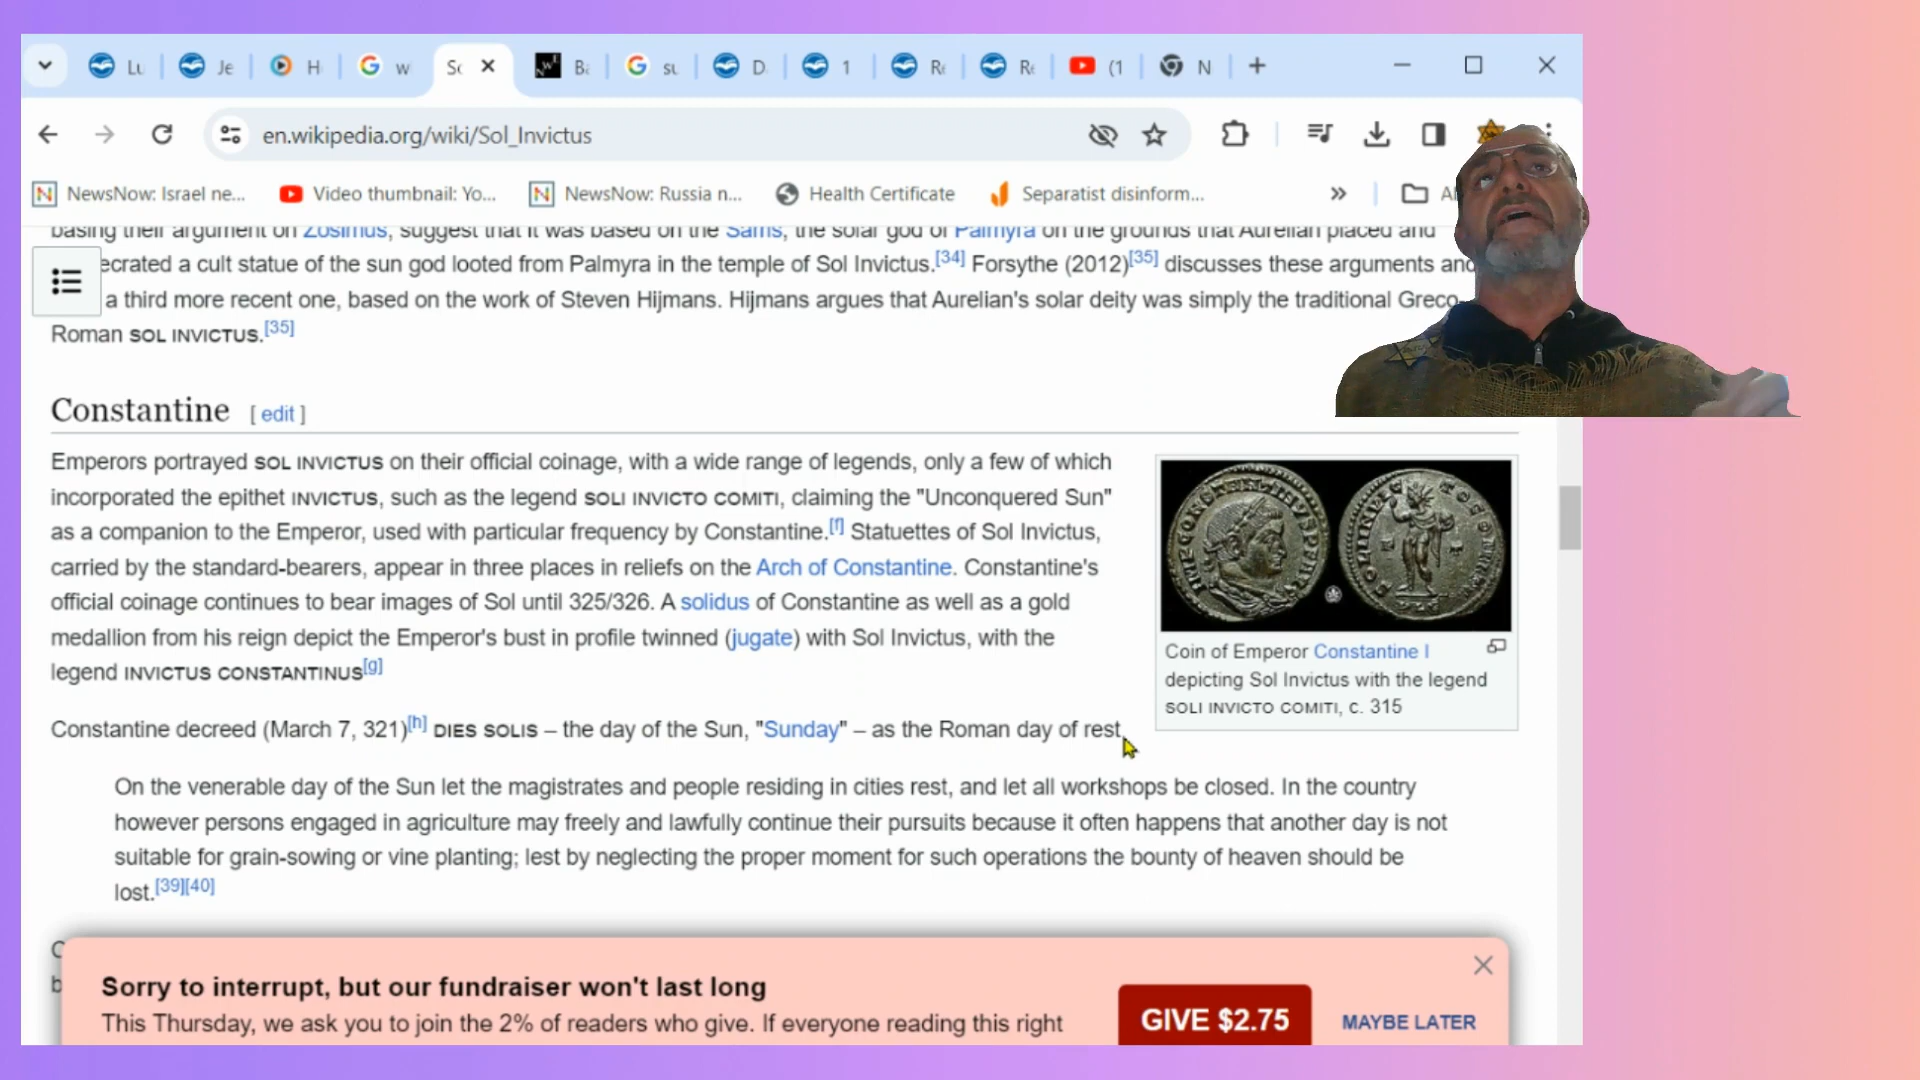 Lu
Je
H
w
So
Ba
su
D
1
Re
Re
(1
N
en.wikipedia.org/wiki/Sol_Invictus
NewsNow: Israel ne...
Video thumbnail: Yo...
NewsNow: Russia n...
Health Certificate
Separatist disinform...
basing their argument on Zosimus, suggest that it was based on the Šams, the solar god of Palmyra on the grounds that Aurelian placed and
ecrated a cult statue of the sun god looted from Palmyra in the temple of Sol Invictus.[34] Forsythe (2012)[35] discusses these arguments and
a third more recent one, based on the work of Steven Hijmans. Hijmans argues that Aurelian's solar deity was simply the traditional Greco-
Roman SOL INVICTUS.[35]
Constantine [ edit ]
Emperors portrayed SOL INVICTUS on their official coinage, with a wide range of legends, only a few of which
incorporated the epithet INVICTUS, such as the legend SOLI INVICTO COMITI, claiming the "Unconquered Sun"
as a companion to the Emperor, used with particular frequency by Constantine.[f] Statuettes of Sol Invictus,
carried by the standard-bearers, appear in three places in reliefs on the Arch of Constantine. Constantine's
official coinage continues to bear images of Sol until 325/326. A solidus of Constantine as well as a gold
medallion from his reign depict the Emperor's bust in profile twinned (jugate) with Sol Invictus, with the
legend INVICTUS CONSTANTINUS[g]
Coin of Emperor Constantine I
depicting Sol Invictus with the legend
SOLI INVICTO COMITI, c. 315
Constantine decreed (March 7, 321)[h] DIES SOLIS – the day of the Sun, "Sunday" – as the Roman day of rest
On the venerable day of the Sun let the magistrates and people residing in cities rest, and let all workshops be closed. In the country
however persons engaged in agriculture may freely and lawfully continue their pursuits because it often happens that another day is not
suitable for grain-sowing or vine planting; lest by neglecting the proper moment for such operations the bounty of heaven should be
lost.[39][40]
Sorry to interrupt, but our fundraiser won't last long
This Thursday, we ask you to join the 2% of readers who give. If everyone reading this right
GIVE $2.75
MAYBE LATER